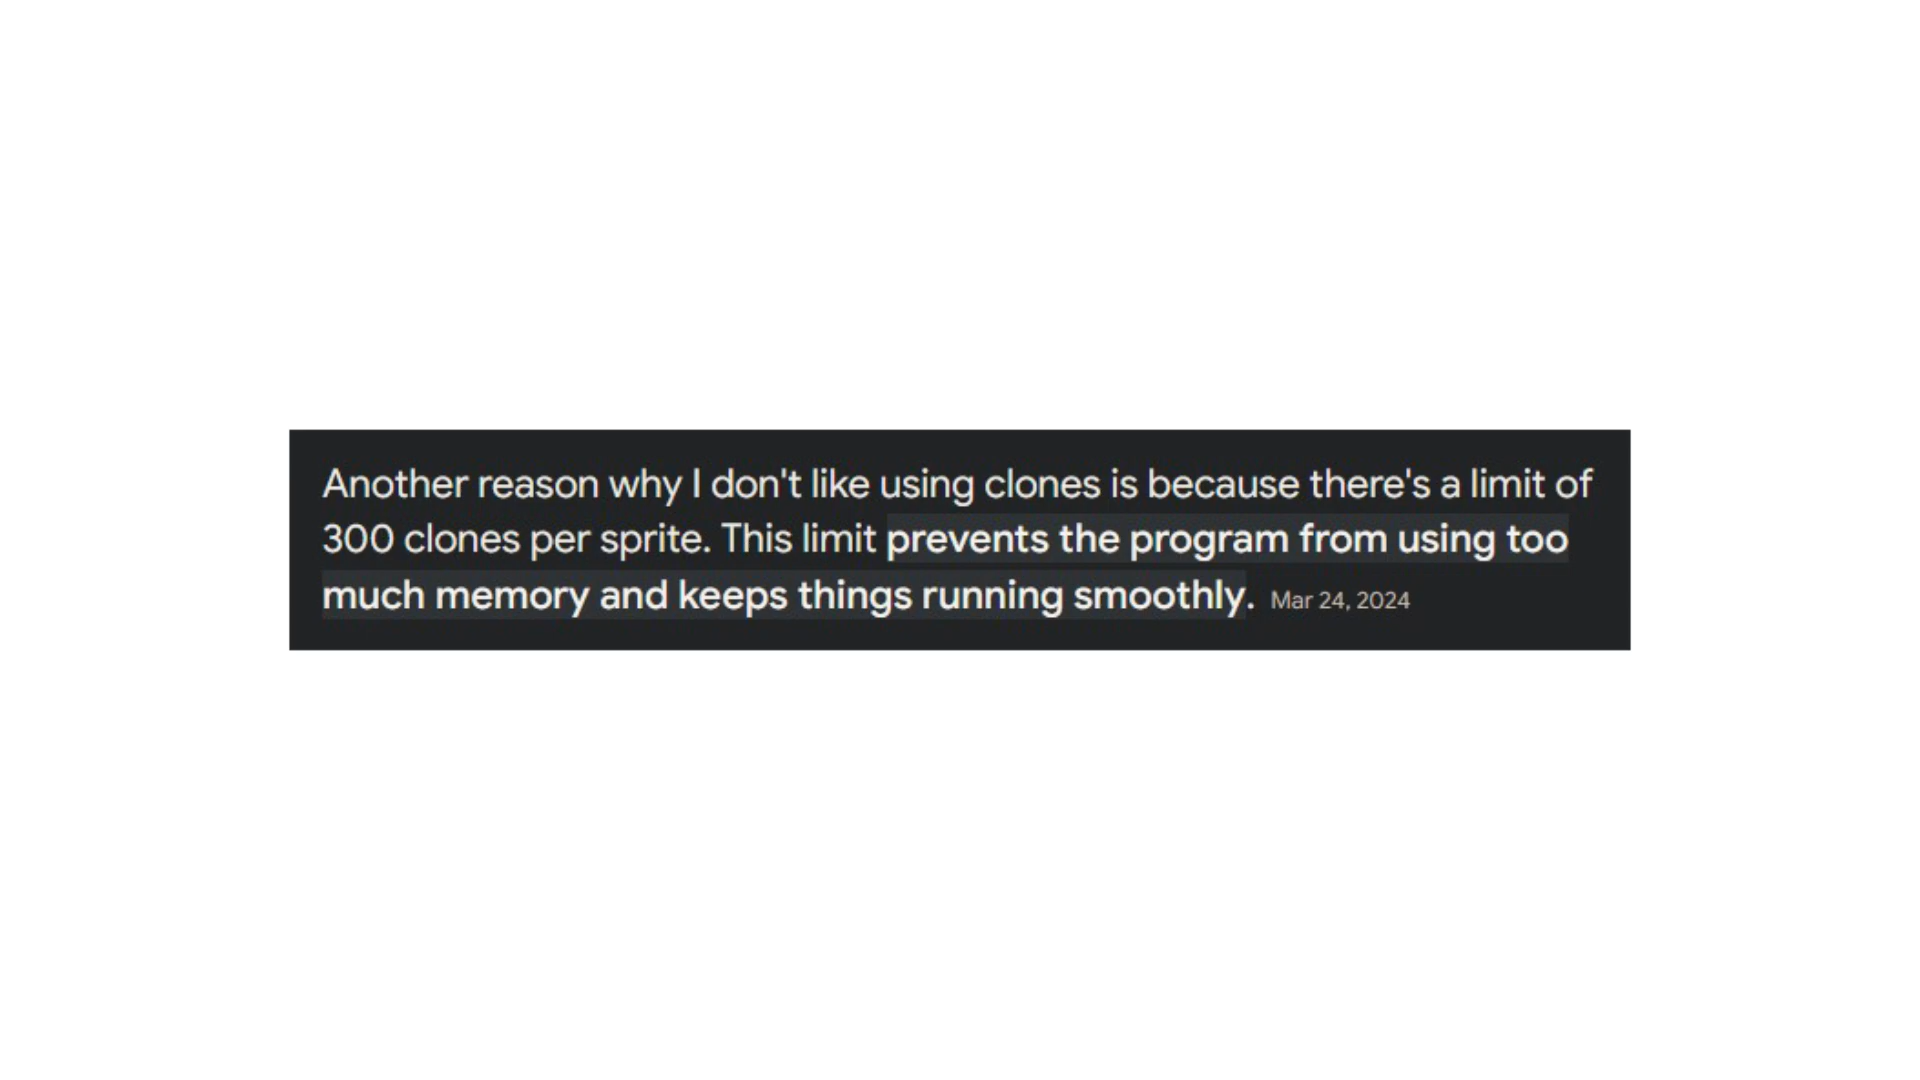 Another reason why I don't like using clones is because there's a limit of
300 clones per sprite. This limit prevents the program from using too
much memory and keeps things running smoothly. Mar 24, 2024